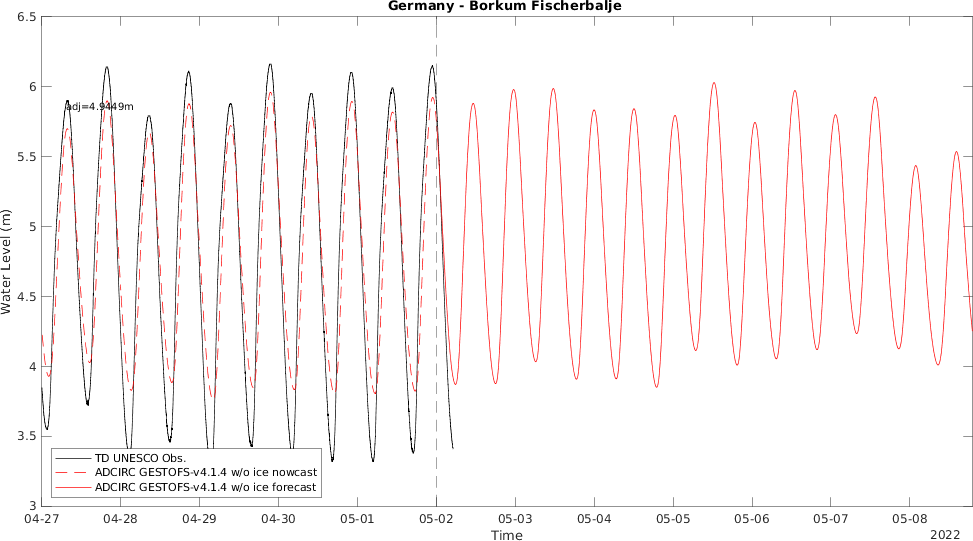 Germany - Borkum Fischerbalje
6.5
6
5.5
5
4.5
4
3.5
3
Water Level (m)
adj=4.9449m
TD UNESCO Obs.
ADCIRC GESTOFS-v4.1.4 w/o ice nowcast
ADCIRC GESTOFS-v4.1.4 w/o ice forecast
04-27 04-28 04-29 04-30 05-01 05-02 05-03 05-04 05-05 05-06 05-07 05-08
Time
2022